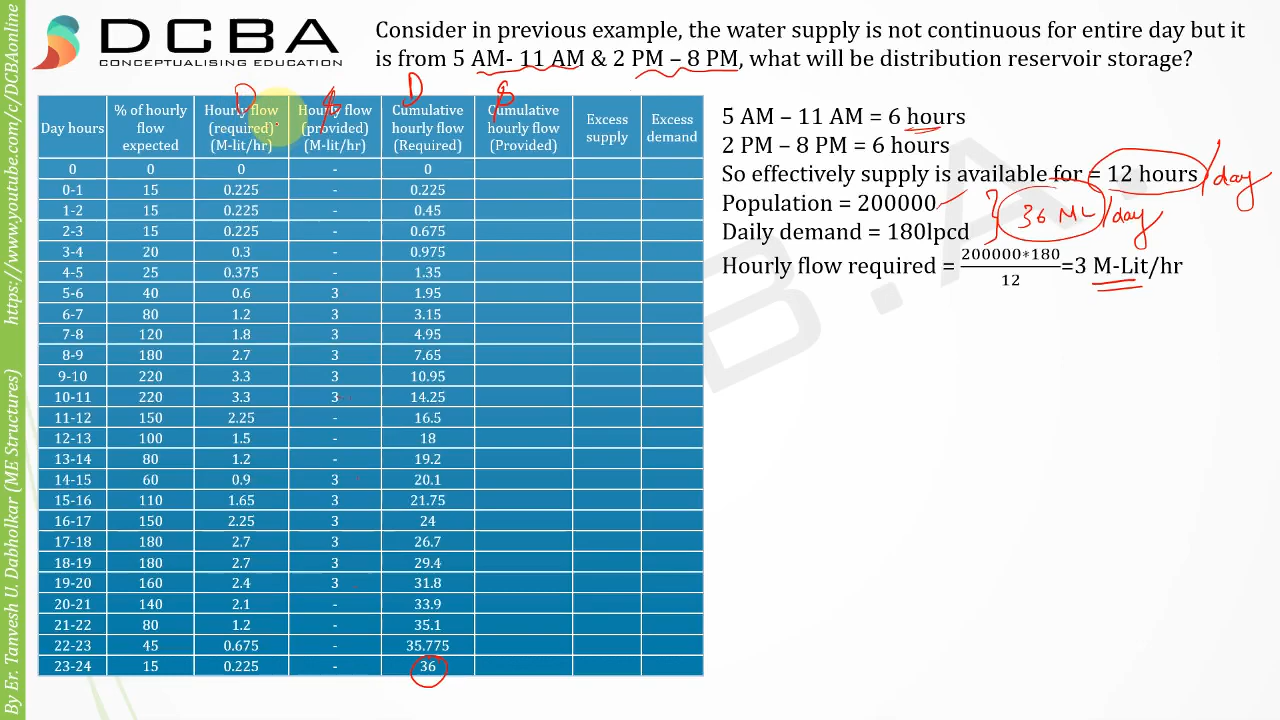 DCBA
CONCEPTUALISING EDUCATION
Consider in previous example, the water supply is not continuous for entire day but it
is from 5 AM- 11 AM & 2 PM – 8 PM, what will be distribution reservoir storage?
By Er. Tanvesh U. Dabholkar (ME Structures) https://www.youtube.com/c/DCBAonline
D $ D $
Day hours % of hourly flow expected Hourly flow (required) (M-lit/hr) Hourly flow (provided) (M-lit/hr) Cumulative hourly flow (Required) Cumulative hourly flow (Provided) Excess supply Excess demand
0 0 0 - 0
0-1 15 0.225 - 0.225
1-2 15 0.225 - 0.45
2-3 15 0.225 - 0.675
3-4 20 0.3 - 0.975
4-5 25 0.375 - 1.35
5-6 40 0.6 3 1.95
6-7 80 1.2 3 3.15
7-8 120 1.8 3 4.95
8-9 180 2.7 3 7.65
9-10 220 3.3 3 10.95
10-11 220 3.3 3 14.25
11-12 150 2.25 - 16.5
12-13 100 1.5 - 18
13-14 80 1.2 - 19.2
14-15 60 0.9 3 20.1
15-16 110 1.65 3 21.75
16-17 150 2.25 3 24
17-18 180 2.7 3 26.7
18-19 180 2.7 3 29.4
19-20 160 2.4 3 31.8
20-21 140 2.1 - 33.9
21-22 80 1.2 - 35.1
22-23 45 0.675 - 35.775
23-24 15 0.225 - 36
5 AM – 11 AM = 6 hours
2 PM – 8 PM = 6 hours
So effectively supply is available for = 12 hours /day
Population = 200000
36 ML /day
Daily demand = 180lpcd
Hourly flow required = 200000*180/12 =3 M-Lit/hr
D.C.B.A.